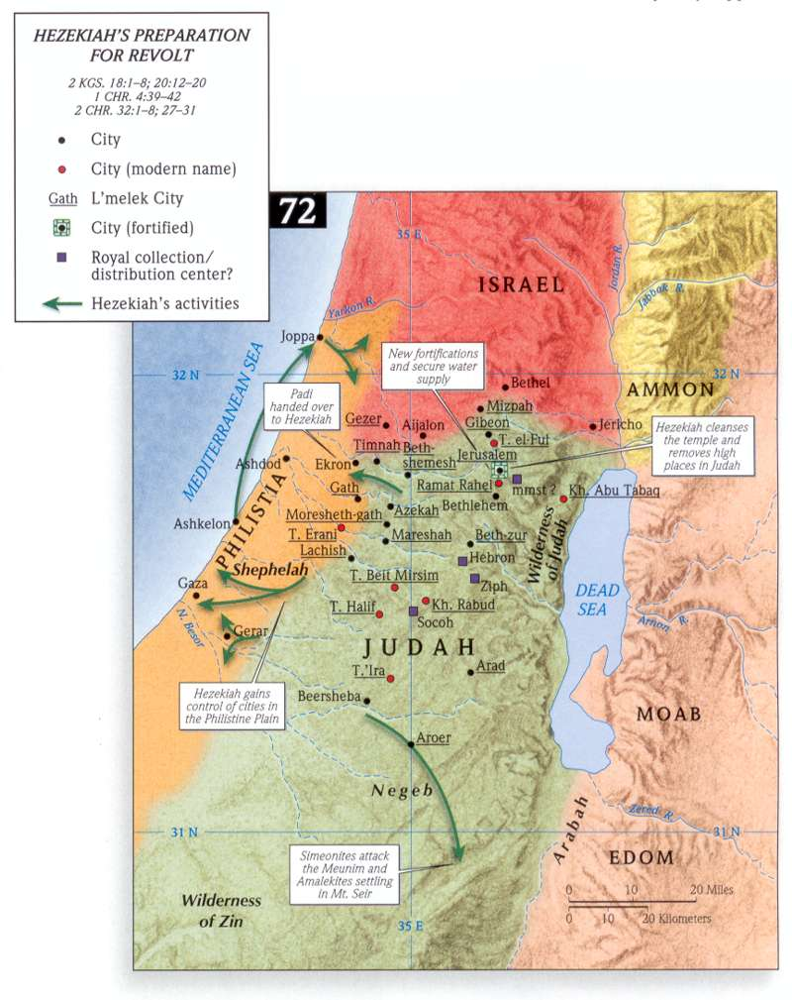 HEZEKIAH'S PREPARATION
FOR REVOLT
2 KGS. 18:1–8; 20:12–20
1 CHR. 4:39–42
2 CHR. 32:1–8; 27–31
City
City (modern name)
Gath L'melek City
City (fortified)
Royal collection/
distribution center?
Hezekiah's activities
72
35 E
ISRAEL
Jordan R.
Jabbok R.
Yarkon R.
Joppa
MEDITERRANEAN SEA
32 N
32 N
New fortifications
and secure water
supply
Bethel
AMMON
Padi
handed over
to Hezekiah
Mizpah
Gezer
Aijalon
Gibeon
Jericho
Hezekiah cleanses
the temple and
removes high
places in Judah
T. el-Ful
Timnah
Beth-
shemesh
Jerusalem
Ashdod
Ekron
Ramat Rahel
mmst ?
Kh. Abu Tabaq
Gath
Azekah
Bethlehem
Moresheth-gath
Ashkelon
PHILISTIA
T. Erani
Mareshah
Beth-zur
Wilderness
of Judah
Lachish
Hebron
Shephelah
T. Beit Mirsim
Ziph
DEAD
SEA
Gaza
Kh. Rabud
T. Halif
Socoh
N. Besor
Arnon R.
Gerar
JUDAH
T. 'Ira
Arad
Hezekiah gains
control of cities in
the Philistine Plain
Beersheba
MOAB
Aroer
Negeb
Arabah
Zered R.
31 N
31 N
Simeonites attack
the Meunim and
Amalekites settling
in Mt. Seir
EDOM
0 10 20 Miles
0 10 20 Kilometers
Wilderness
of Zin
35 E